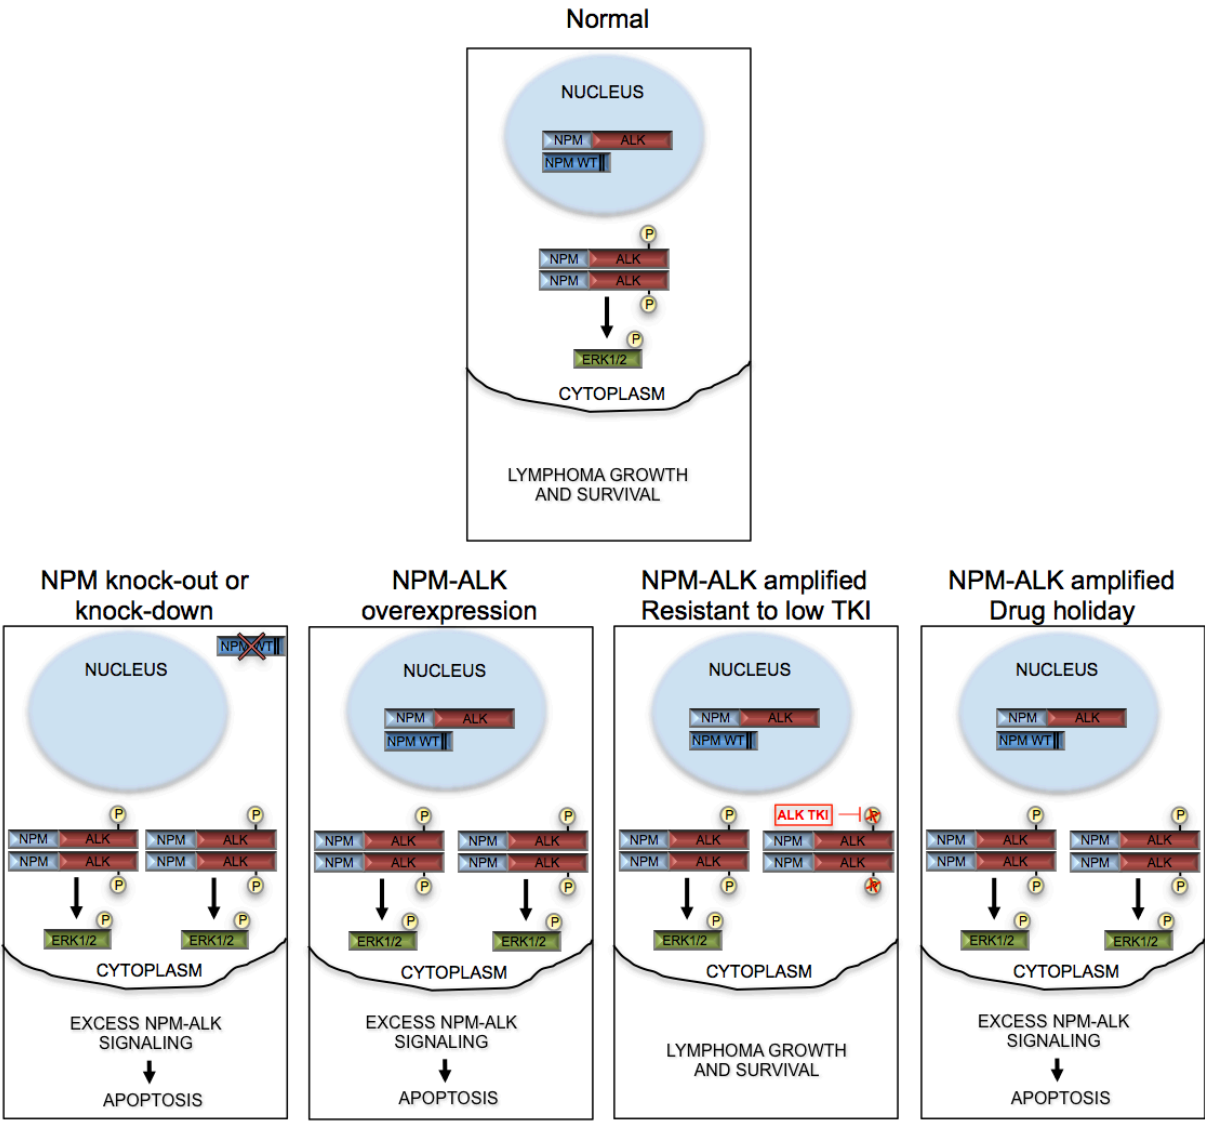 Normal
NUCLEUS
NPM ALK
NPM WT
P
NPM ALK
NPM ALK
P
P
ERK1/2
CYTOPLASM
LYMPHOMA GROWTH
AND SURVIVAL
NPM knock-out or
knock-down
NPM WT
NUCLEUS
P P
NPM ALK NPM ALK
NPM ALK NPM ALK
P P
P P
ERK1/2 ERK1/2
CYTOPLASM
EXCESS NPM-ALK
SIGNALING
APOPTOSIS
NPM-ALK
overexpression
NUCLEUS
NPM ALK
NPM WT
P P
NPM ALK NPM ALK
NPM ALK NPM ALK
P P
P P
ERK1/2 ERK1/2
CYTOPLASM
EXCESS NPM-ALK
SIGNALING
APOPTOSIS
NPM-ALK amplified
Resistant to low TKI
NUCLEUS
NPM ALK
NPM WT
P ALK TKI P
NPM ALK NPM ALK
NPM ALK NPM ALK
P P
P
ERK1/2
CYTOPLASM
LYMPHOMA GROWTH
AND SURVIVAL
NPM-ALK amplified
Drug holiday
NUCLEUS
NPM ALK
NPM WT
P P
NPM ALK NPM ALK
NPM ALK NPM ALK
P P
P P
ERK1/2 ERK1/2
CYTOPLASM
EXCESS NPM-ALK
SIGNALING
APOPTOSIS